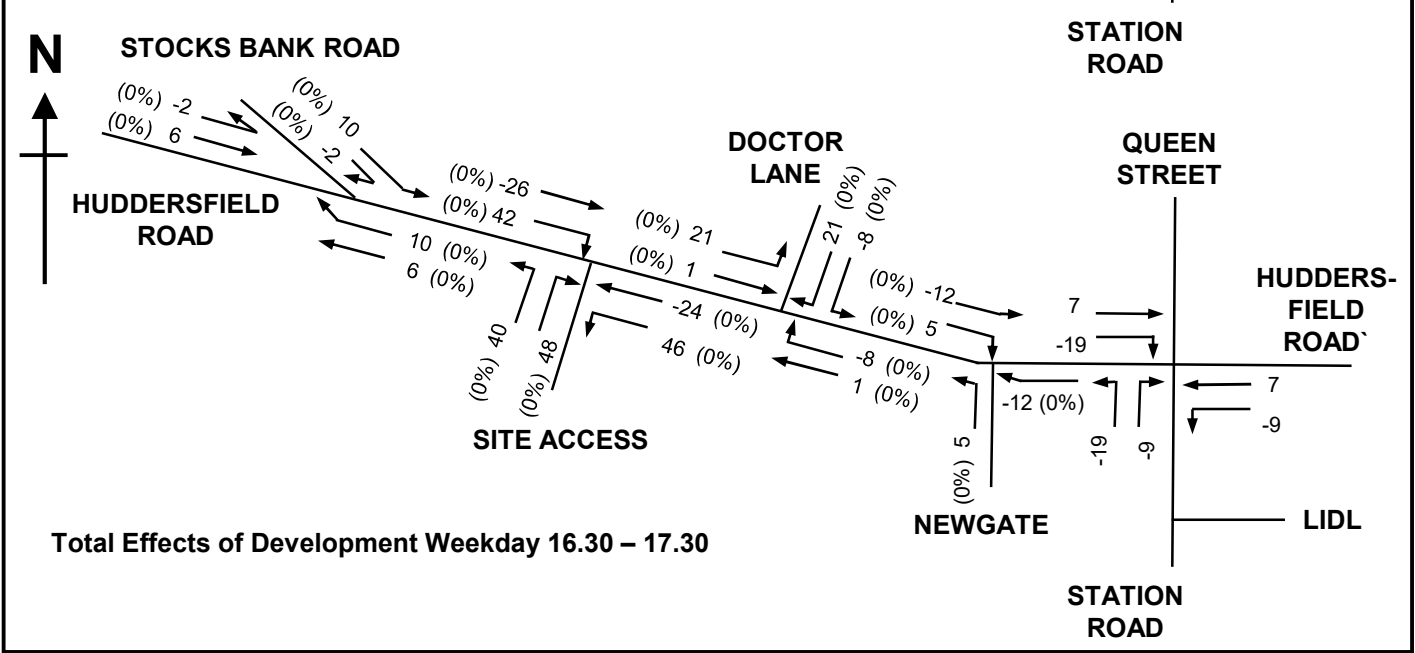 STATION
ROAD
N
STOCKS BANK ROAD
(0%) -2
(0%) 6
(0%) 10
(0%) -2
HUDDERSFIELD
ROAD
(0%) -26
(0%) 42
10 (0%)
6 (0%)
(0%) 40
(0%) 48
SITE ACCESS
-24 (0%)
46 (0%)
DOCTOR
LANE
(0%) 21
(0%) 1
21 (0%)
-8 (0%)
(0%) -12
(0%) 5
-8 (0%)
1 (0%)
(0%) 5
NEWGATE
-12 (0%)
QUEEN
STREET
7
-19
-19
-9
7
-9
HUDDERS-
FIELD
ROAD`
LIDL
Total Effects of Development Weekday 16.30 – 17.30
STATION
ROAD